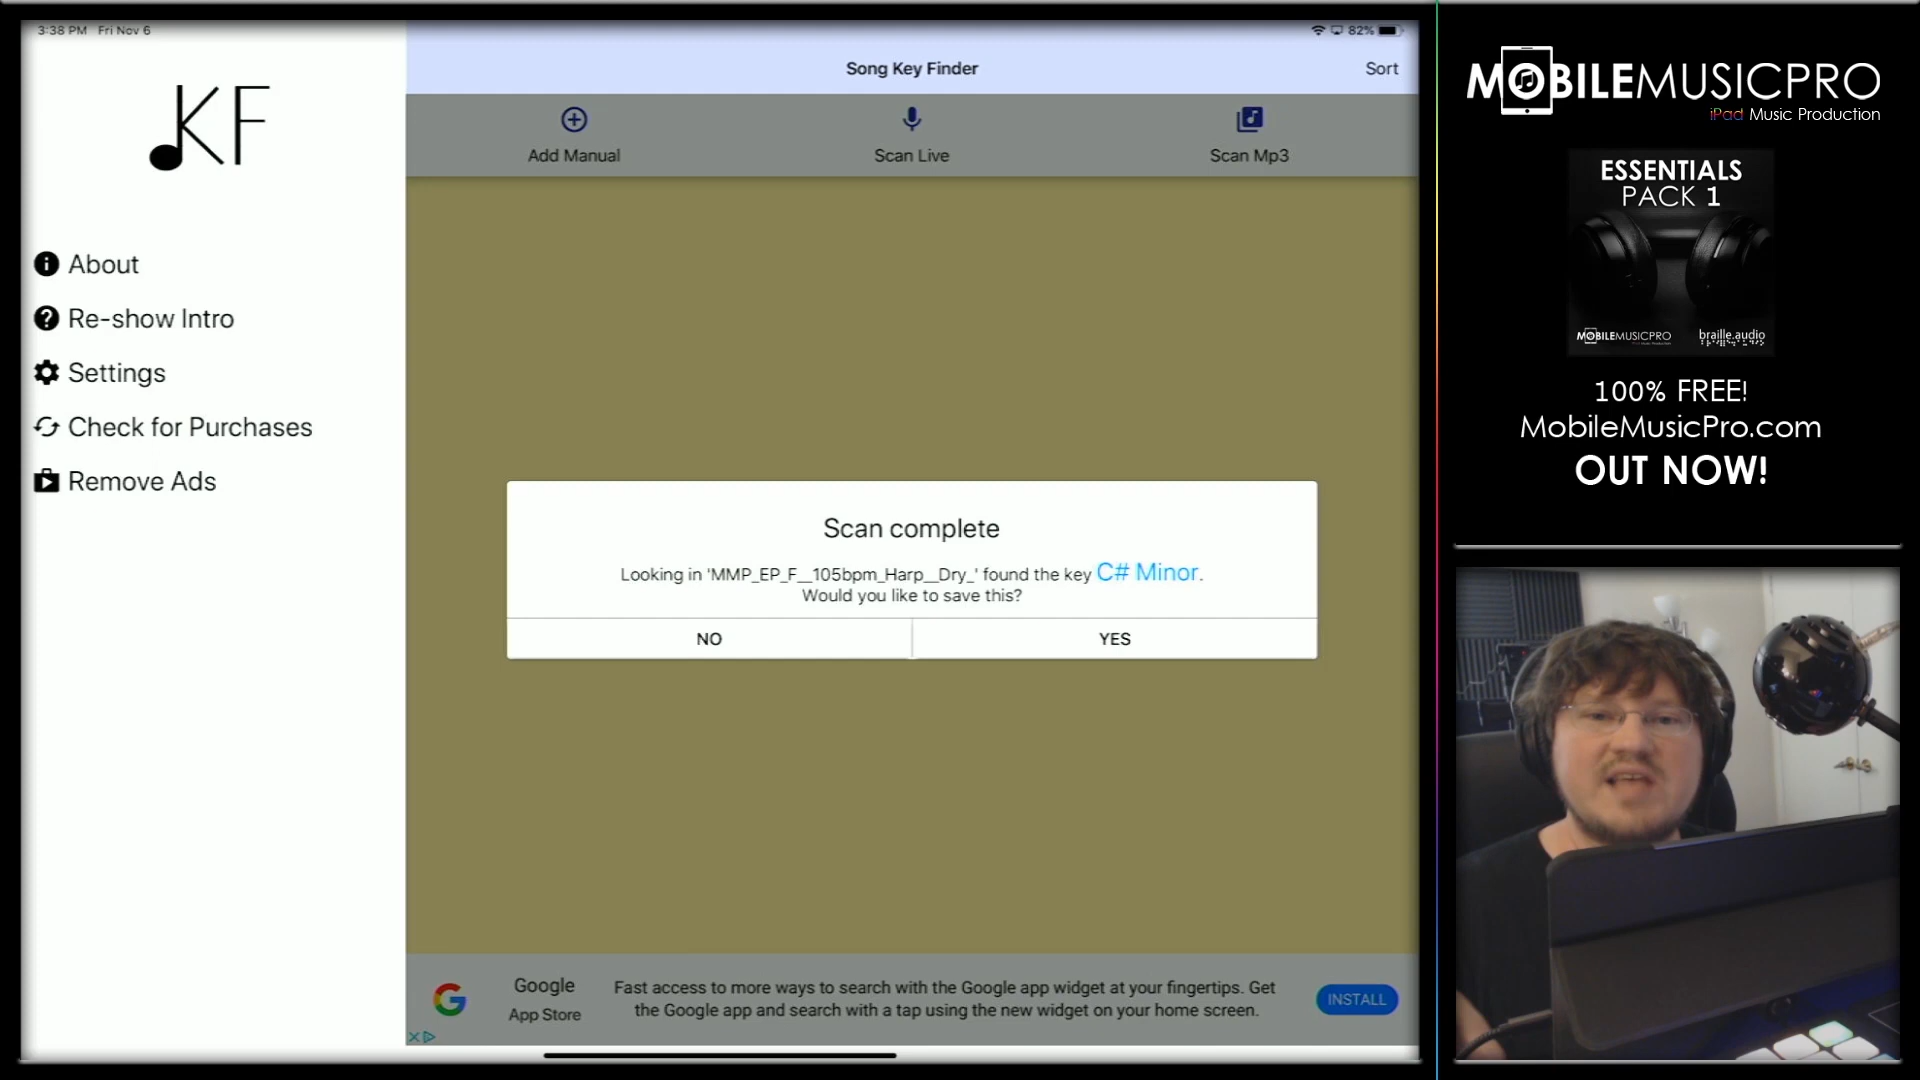 3:38 PM Fri Nov 6
82%
KF
About
Re-show Intro
Settings
Check for Purchases
Remove Ads
Song Key Finder
Sort
Add Manual
Scan Live
Scan Mp3
Scan complete
Looking in 'MMP_EP_F__105bpm_Harp__Dry_' found the key C# Minor.
Would you like to save this?
NO
YES
Google
App Store
Fast access to more ways to search with the Google app widget at your fingertips. Get
the Google app and search with a tap using the new widget on your home screen.
INSTALL
MOBILEMUSICPRO
iPad Music Production
ESSENTIALS
PACK 1
MOBILEMUSICPRO
braille.audio
100% FREE!
MobileMusicPro.com
OUT NOW!